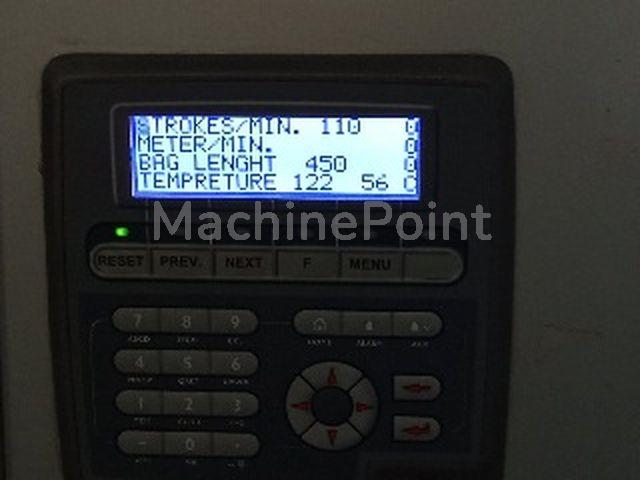 STROKES/MIN. 110 0
METER/MIN. 0
BAG LENGHT 450 0
TEMPRETURE 122 56 C
MachinePoint
RESET PREV. NEXT F MENU
7 8 9
4 5 6
1 2 3
- 0 .